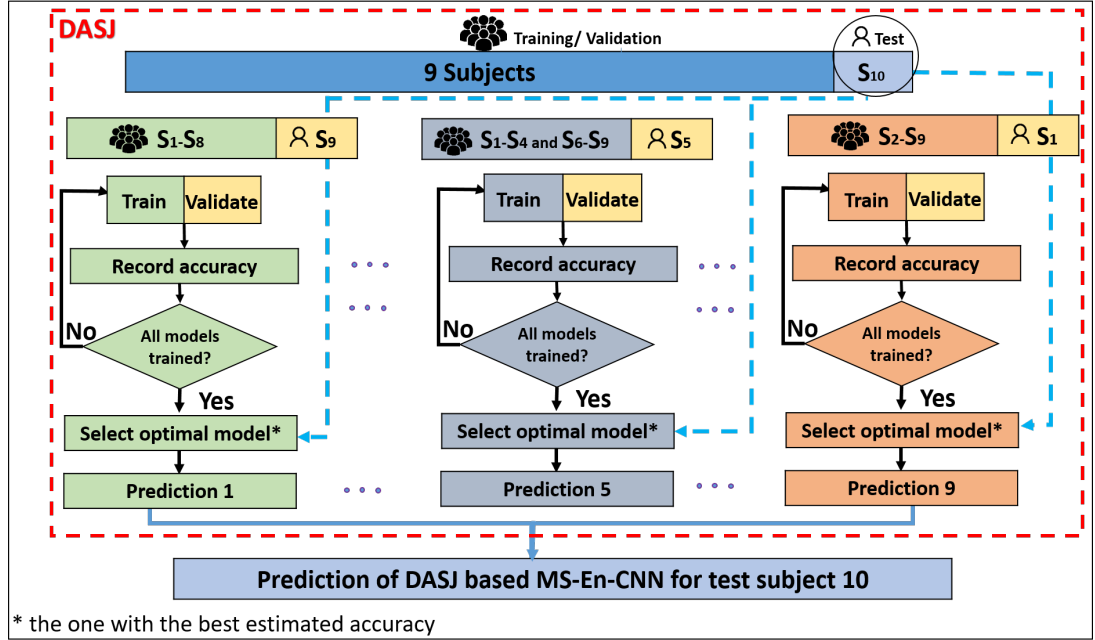 DASJ
Training/ Validation
Test
9 Subjects
S10
S1-S8
S9
S1-S4 and S6-S9
S5
S2-S9
S1
Train
Validate
Train
Validate
Train
Validate
Record accuracy
Record accuracy
Record accuracy
All models
trained?
All models
trained?
All models
trained?
No
No
No
Yes
Yes
Yes
Select optimal model*
Select optimal model*
Select optimal model*
Prediction 1
Prediction 5
Prediction 9
Prediction of DASJ based MS-En-CNN for test subject 10
* the one with the best estimated accuracy